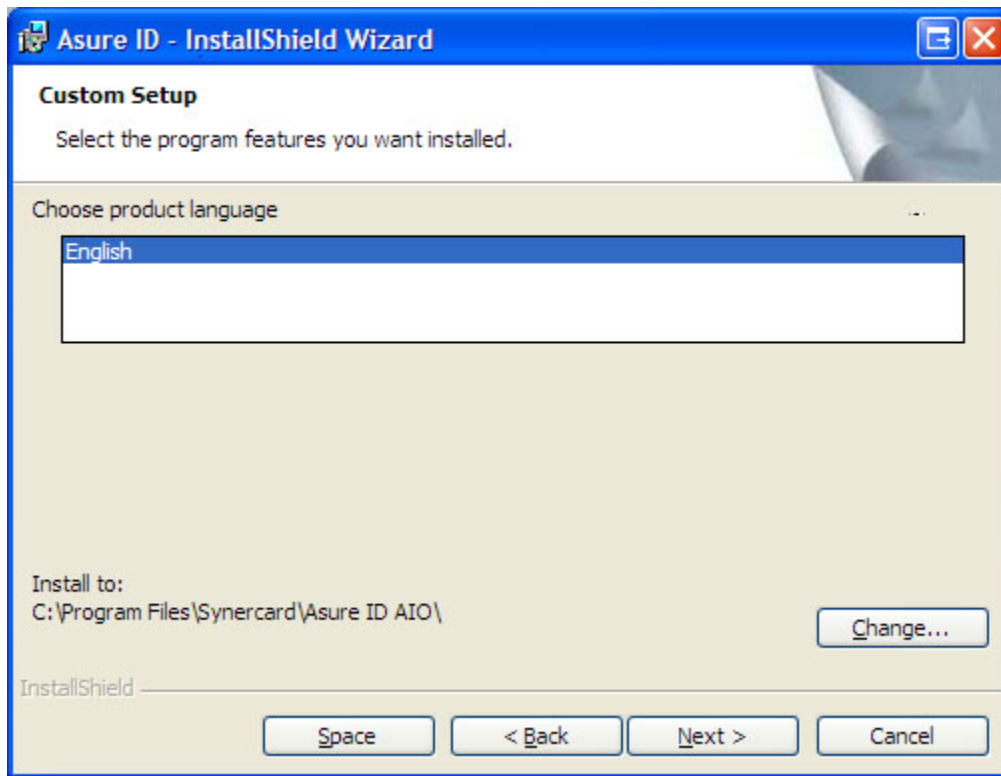 Asure ID - InstallShield Wizard
Custom Setup
Select the program features you want installed.
Choose product language
English
Install to:
C:\Program Files\Synercard\Asure ID AIO\
Change...
InstallShield
Space
< Back
Next >
Cancel